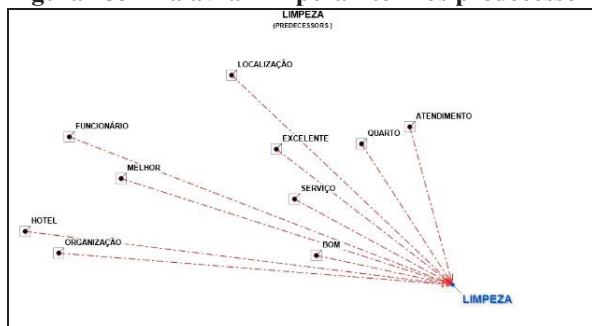 LIMPEZA
(PREDECESSORS )
LOCALIZAÇÃO
ATENDIMENTO
FUNCIONÁRIO
EXCELENTE
QUARTO
MELHOR
SERVIÇO
HOTEL
ORGANIZAÇÃO
BOM
LIMPEZA